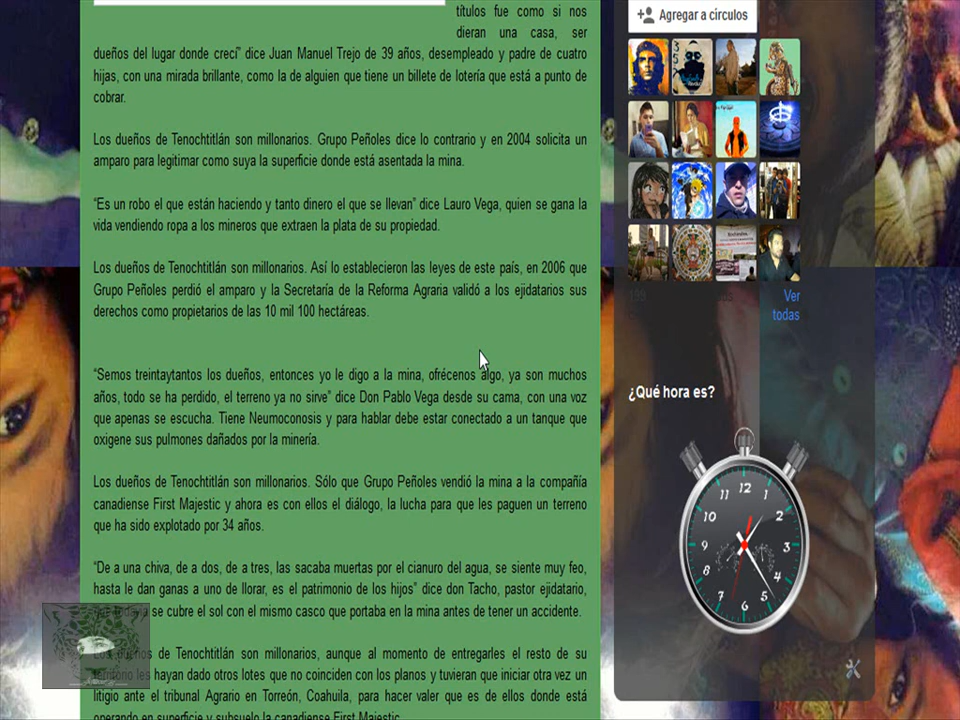 títulos fue como si nos
dieran una casa, ser
dueños del lugar donde crecí” dice Juan Manuel Trejo de 39 años, desempleado y padre de cuatro
hijas, con una mirada brillante, como la de alguien que tiene un billete de lotería que está a punto de
cobrar.
Los dueños de Tenochtitlán son millonarios. Grupo Peñoles dice lo contrario y en 2004 solicita un
amparo para legitimar como suya la superficie donde está asentada la mina.
“Es un robo el que están haciendo y tanto dinero el que se llevan” dice Lauro Vega, quien se gana la
vida vendiendo ropa a los mineros que extraen la plata de su propiedad.
Los dueños de Tenochtitlán son millonarios. Así lo establecieron las leyes de este país, en 2006 que
Grupo Peñoles perdió el amparo y la Secretaría de la Reforma Agraria validó a los ejidatarios sus
derechos como propietarios de las 10 mil 100 hectáreas.
“Semos treintaytantos los dueños, entonces yo le digo a la mina, ofrécenos algo, ya son muchos
años, todo se ha perdido, el terreno ya no sirve” dice Don Pablo Vega desde su cama, con una voz
que apenas se escucha. Tiene Neumoconosis y para hablar debe estar conectado a un tanque que
oxigene sus pulmones dañados por la minería.
Los dueños de Tenochtitlán son millonarios. Sólo que Grupo Peñoles vendió la mina a la compañía
canadiense First Majestic y ahora es con ellos el diálogo, la lucha para que les paguen un terreno
que ha sido explotado por 34 años.
“De a una chiva, de a dos, de a tres, las sacaba muertas por el cianuro del agua, se siente muy feo,
hasta le dan ganas a uno de llorar, es el patrimonio de los hijos” dice don Tacho, pastor ejidatario,
se cubre el sol con el mismo casco que portaba en la mina antes de tener un accidente.
Los dueños de Tenochtitlán son millonarios, aunque al momento de entregarles el resto de su
les hayan dado otros lotes que no coinciden con los planos y tuvieran que iniciar otra vez un
litigio ante el tribunal Agrario en Torreón, Coahuila, para hacer valer que es de ellos donde está
operando en superficie y subsuelo la canadiense First Majestic.
Agregar a círculos
Ver
todas
¿Qué hora es?
12
1
2
3
4
5
6
7
8
9
10
11